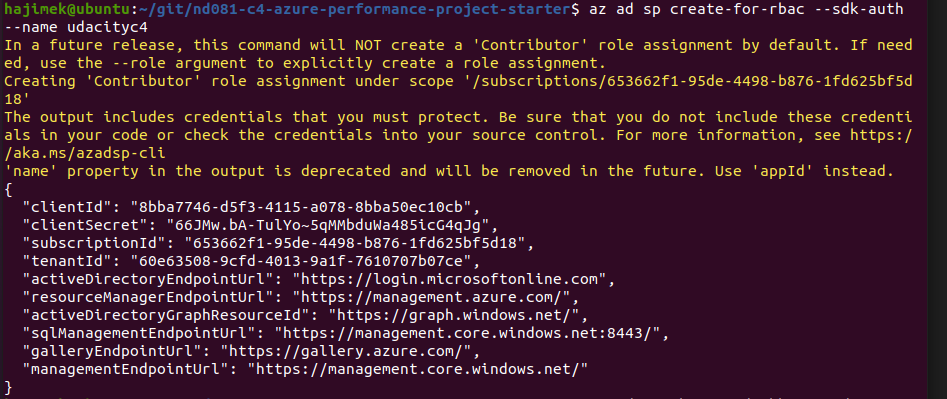 hajimek@ubuntu:~/git/nd081-c4-azure-performance-project-starter$ az ad sp create-for-rbac --sdk-auth
--name udacityc4
In a future release, this command will NOT create a 'Contributor' role assignment by default. If need
ed, use the --role argument to explicitly create a role assignment.
Creating 'Contributor' role assignment under scope '/subscriptions/653662f1-95de-4498-b876-1fd625bf5d
18'
The output includes credentials that you must protect. Be sure that you do not include these credenti
als in your code or check the credentials into your source control. For more information, see https:/
/aka.ms/azadsp-cli
'name' property in the output is deprecated and will be removed in the future. Use 'appId' instead.
{
  "clientId": "8bba7746-d5f3-4115-a078-8bba50ec10cb",
  "clientSecret": "66JMw.bA-TulYo~5qMMbduWa485icG4qJg",
  "subscriptionId": "653662f1-95de-4498-b876-1fd625bf5d18",
  "tenantId": "60e63508-9cfd-4013-9a1f-7610707b07ce",
  "activeDirectoryEndpointUrl": "https://login.microsoftonline.com",
  "resourceManagerEndpointUrl": "https://management.azure.com/",
  "activeDirectoryGraphResourceId": "https://graph.windows.net/",
  "sqlManagementEndpointUrl": "https://management.core.windows.net:8443/",
  "galleryEndpointUrl": "https://gallery.azure.com/",
  "managementEndpointUrl": "https://management.core.windows.net/"
}